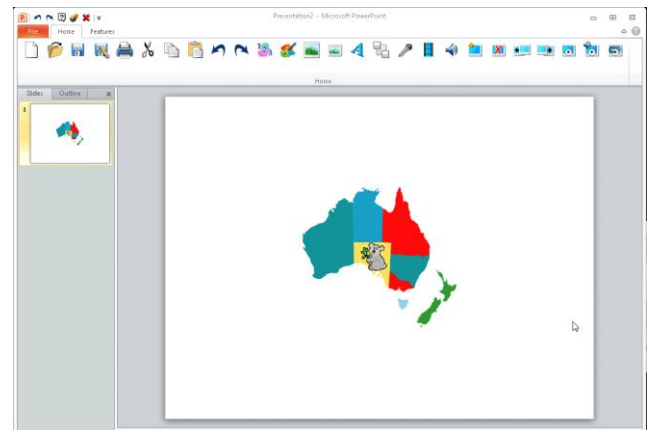 Presentation2 - Microsoft PowerPoint
File Home Features
Home
Slides Outline
1